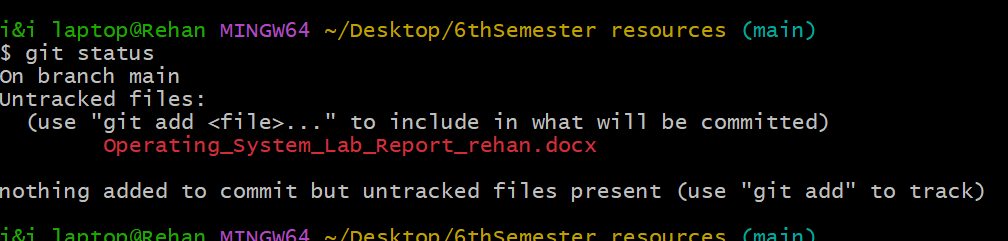 i&i laptop@Rehan MINGW64 ~/Desktop/6thSemester resources (main)
$ git status
On branch main
Untracked files:
  (use "git add <file>..." to include in what will be committed)
        Operating_System_Lab_Report_rehan.docx

nothing added to commit but untracked files present (use "git add" to track)

i&i laptop@Rehan MINGW64 ~/Desktop/6thSemester resources (main)